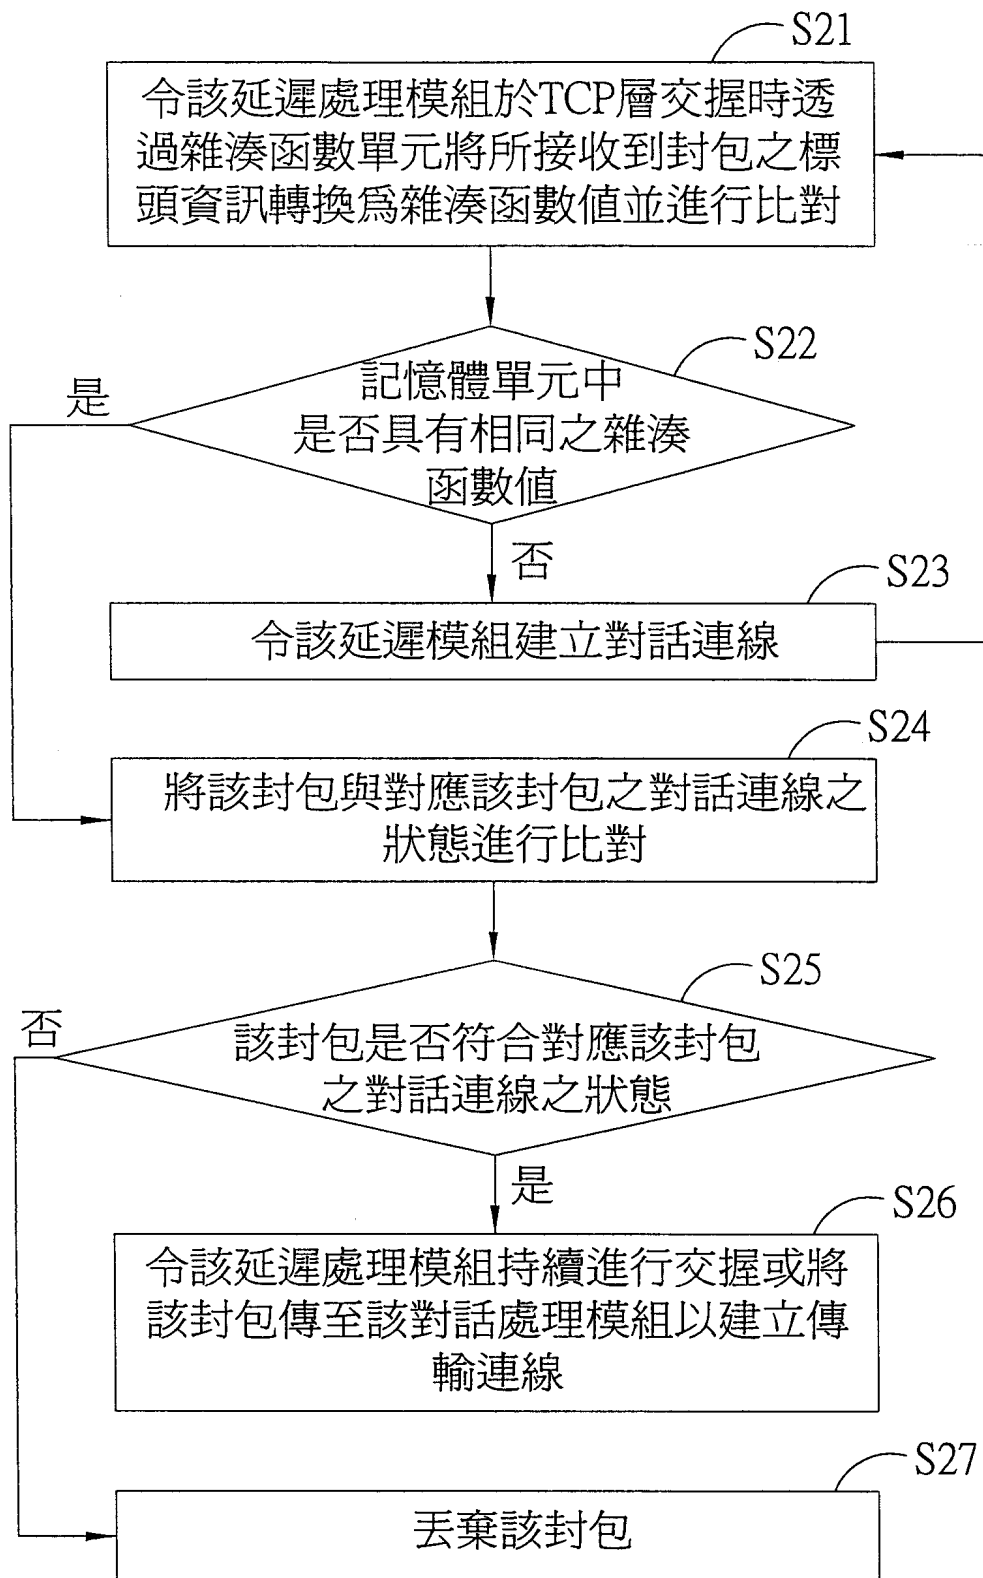 S21
令該延遲處理模組於TCP層交握時透
過雜湊函數單元將所接收到封包之標
頭資訊轉換爲雜湊函數值並進行比對
S22
記憶體單元中
是否具有相同之雜湊
函數值
是
否
S23
令該延遲模組建立對話連線
S24
將該封包與對應該封包之對話連線之
狀態進行比對
S25
該封包是否符合對應該封包
之對話連線之狀態
否
是
S26
令該延遲處理模組持續進行交握或將
該封包傳至該對話處理模組以建立傳
輸連線
S27
丟棄該封包